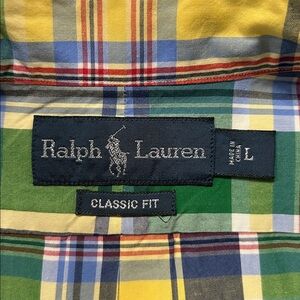 Ralph Lauren
MADE IN
CHINA
L
CLASSIC FIT